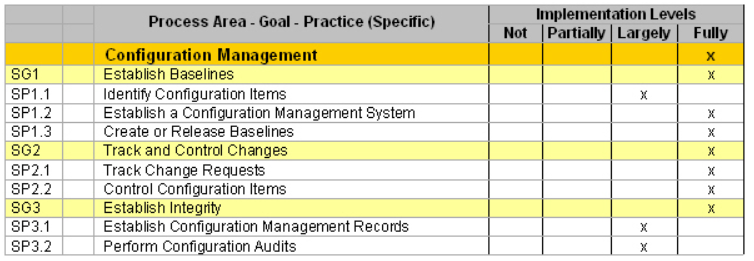 Process Area - Goal - Practice (Specific) Implementation Levels
Not Partially Largely Fully
Configuration Management x
SG1 Establish Baselines x
SP1.1 Identify Configuration Items x
SP1.2 Establish a Configuration Management System x
SP1.3 Create or Release Baselines x
SG2 Track and Control Changes x
SP2.1 Track Change Requests x
SP2.2 Control Configuration Items x
SG3 Establish Integrity x
SP3.1 Establish Configuration Management Records x
SP3.2 Perform Configuration Audits x